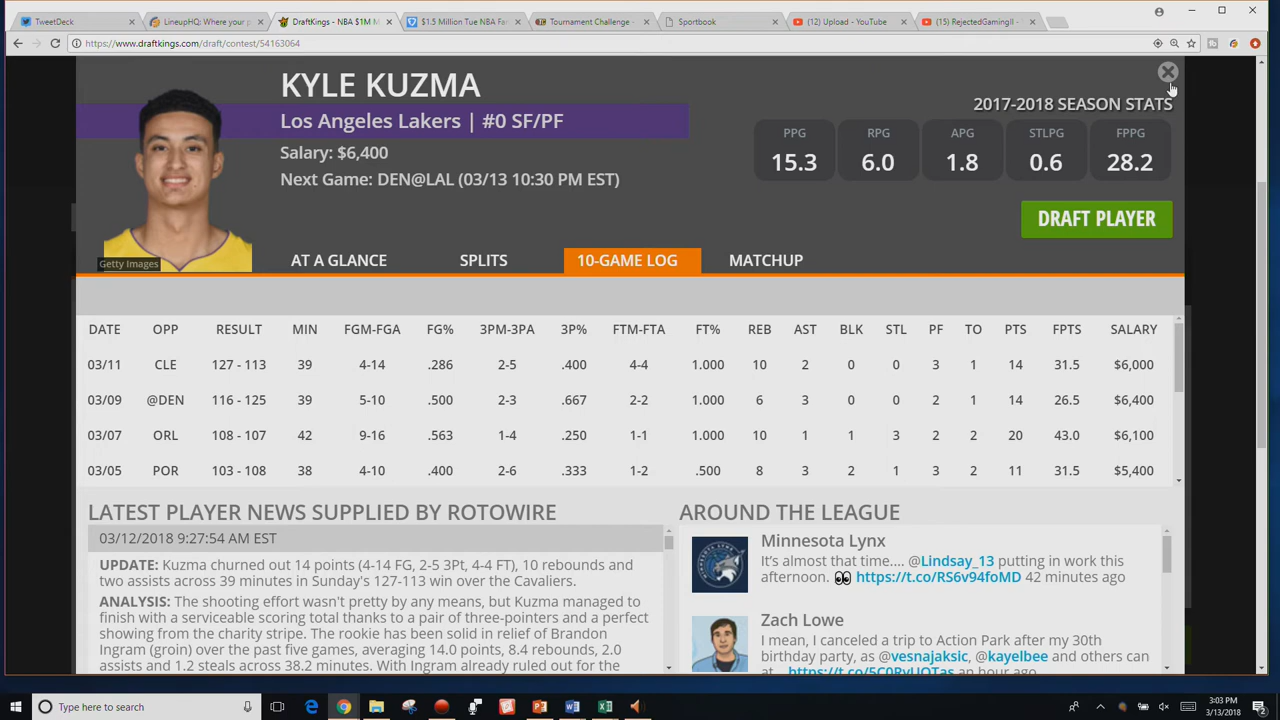 TweetDeck
LineupHQ: Where your
DraftKings - NBA $1M M
$1.5 Million Tue NBA Fa
Tournament Challenge -
Sportbook
(12) Upload - YouTube
(15) RejectedGamingII -
https://www.draftkings.com/draft/contest/54163064
KYLE KUZMA
2017-2018 SEASON STATS
Los Angeles Lakers | #0 SF/PF
PPG RPG APG STLPG FPPG
15.3 6.0 1.8 0.6 28.2
Salary: $6,400
Next Game: DEN@LAL (03/13 10:30 PM EST)
DRAFT PLAYER
Getty Images
AT A GLANCE SPLITS 10-GAME LOG MATCHUP
DATE OPP RESULT MIN FGM-FGA FG% 3PM-3PA 3P% FTM-FTA FT% REB AST BLK STL PF TO PTS FPTS SALARY
03/11 CLE 127 - 113 39 4-14 .286 2-5 .400 4-4 1.000 10 2 0 0 3 1 14 31.5 $6,000
03/09 @DEN 116 - 125 39 5-10 .500 2-3 .667 2-2 1.000 6 3 0 0 2 1 14 26.5 $6,400
03/07 ORL 108 - 107 42 9-16 .563 1-4 .250 1-1 1.000 10 1 1 3 2 2 20 43.0 $6,100
03/05 POR 103 - 108 38 4-10 .400 2-6 .333 1-2 .500 8 3 2 1 3 2 11 31.5 $5,400
LATEST PLAYER NEWS SUPPLIED BY ROTOWIRE
03/12/2018 9:27:54 AM EST
UPDATE: Kuzma churned out 14 points (4-14 FG, 2-5 3Pt, 4-4 FT), 10 rebounds and
two assists across 39 minutes in Sunday's 127-113 win over the Cavaliers.
ANALYSIS: The shooting effort wasn't pretty by any means, but Kuzma managed to
finish with a serviceable scoring total thanks to a pair of three-pointers and a perfect
showing from the charity stripe. The rookie has been solid in relief of Brandon
Ingram (groin) over the past five games, averaging 14.0 points, 8.4 rebounds, 2.0
assists and 1.2 steals across 38.2 minutes. With Ingram already ruled out for the
AROUND THE LEAGUE
Minnesota Lynx
It's almost that time.... @Lindsay_13 putting in work this
afternoon. 👀 https://t.co/RS6v94foMD 42 minutes ago
Zach Lowe
I mean, I canceled a trip to Action Park after my 30th
birthday party, as @vesnajaksic, @kayelbee and others can
at... https://t.co/5C0RyUOTas an hour ago
Type here to search
3:03 PM
3/13/2018